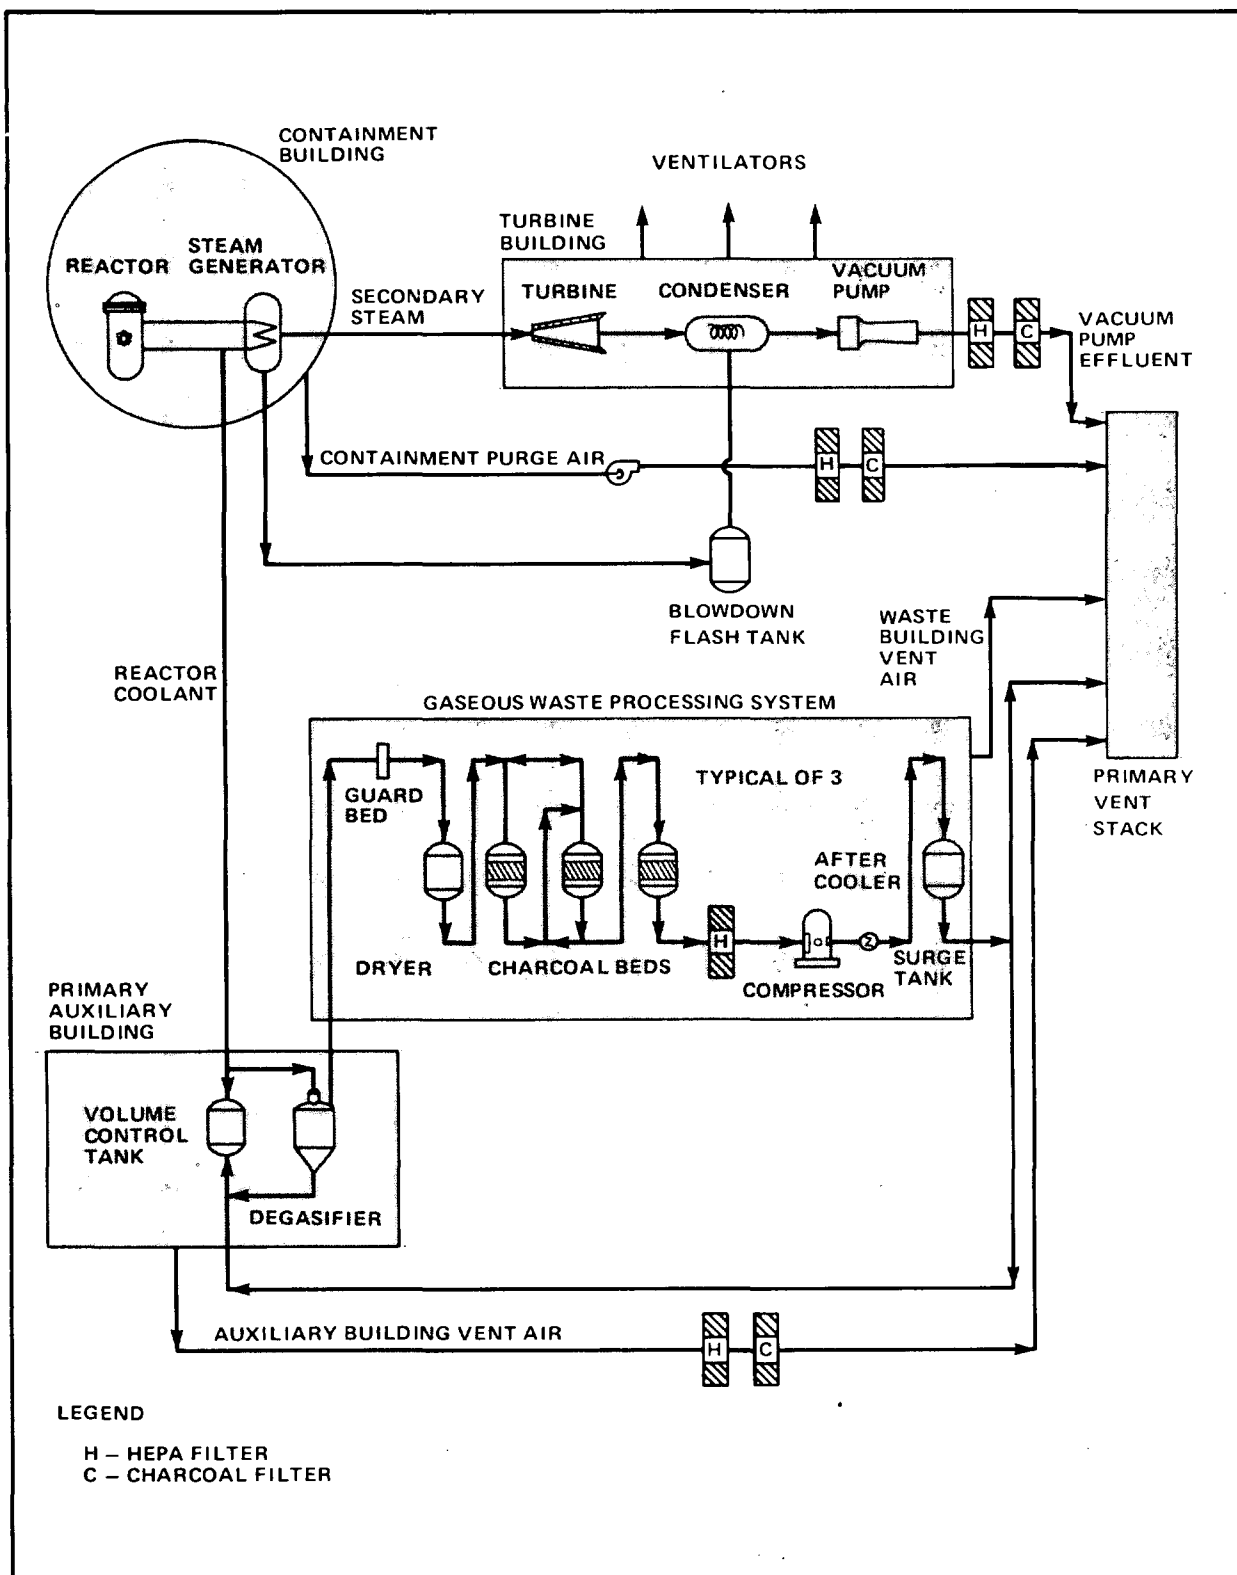 CONTAINMENT
BUILDING
VENTILATORS
TURBINE
BUILDING
STEAM
REACTOR GENERATOR
SECONDARY
STEAM
TURBINE
CONDENSER
VACUUM
PUMP
H
C
VACUUM
PUMP
EFFLUENT
CONTAINMENT PURGE AIR
H
C
BLOWDOWN
FLASH TANK
WASTE
BUILDING
VENT
AIR
REACTOR
COOLANT
GASEOUS WASTE PROCESSING SYSTEM
GUARD
BED
TYPICAL OF 3
PRIMARY
VENT
STACK
AFTER
COOLER
H
Z
DRYER
CHARCOAL BEDS
COMPRESSOR
SURGE
TANK
PRIMARY
AUXILIARY
BUILDING
VOLUME
CONTROL
TANK
DEGASIFIER
AUXILIARY BUILDING VENT AIR
H
C
LEGEND
H – HEPA FILTER
C – CHARCOAL FILTER